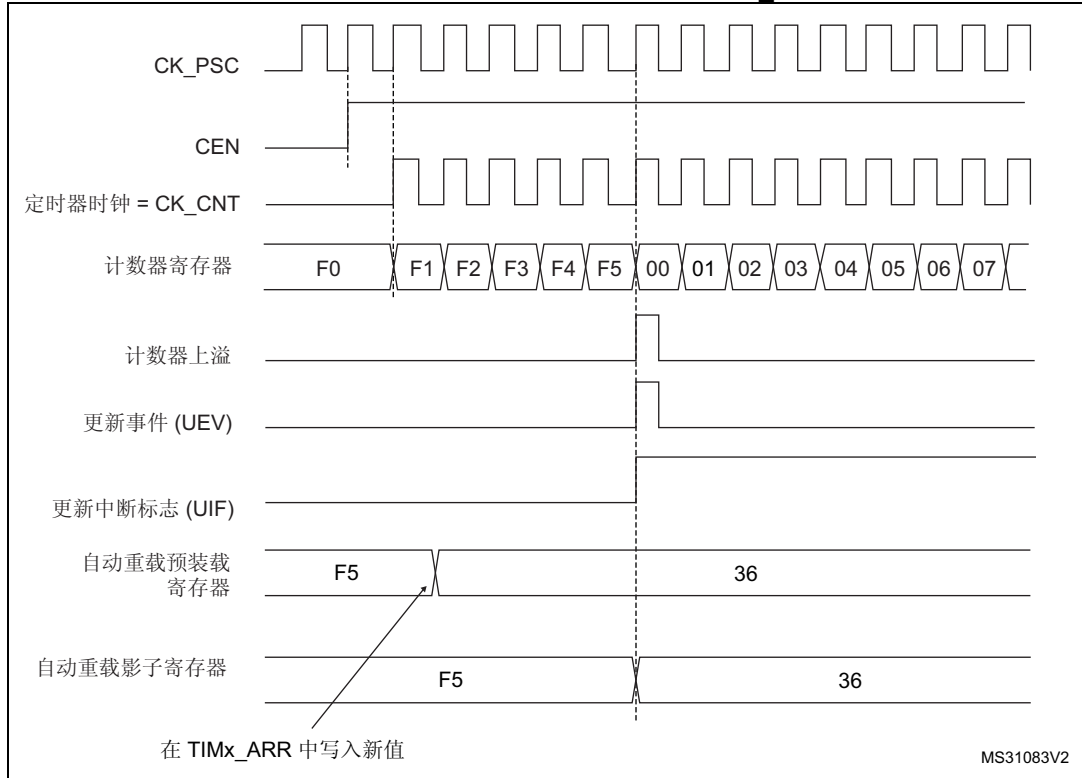 CK_PSC
CEN
定时器时钟 = CK_CNT
计数器寄存器
F0 F1 F2 F3 F4 F5 00 01 02 03 04 05 06 07
计数器上溢
更新事件 (UEV)
更新中断标志 (UIF)
自动重载预装载
寄存器
F5 36
自动重载影子寄存器
F5 36
在 TIMx_ARR 中写入新值
MS31083V2